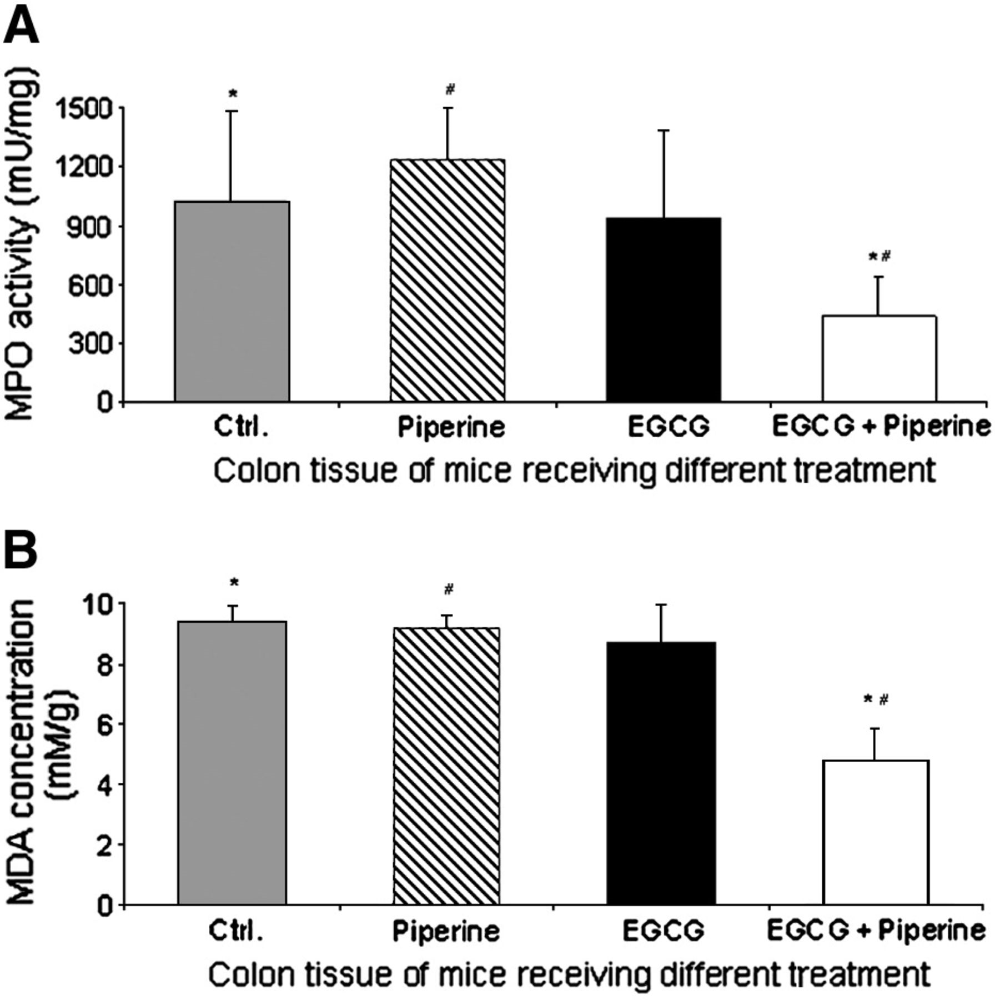 A
MPO activity (mU/mg)
1500
1200
900
600
300
0
*
#
* #
Ctrl.
Piperine
EGCG
EGCG + Piperine
Colon tissue of mice receiving different treatment
B
MDA concentration
(mM/g)
10
8
6
4
2
0
*
#
* #
Ctrl.
Piperine
EGCG
EGCG + Piperine
Colon tissue of mice receiving different treatment